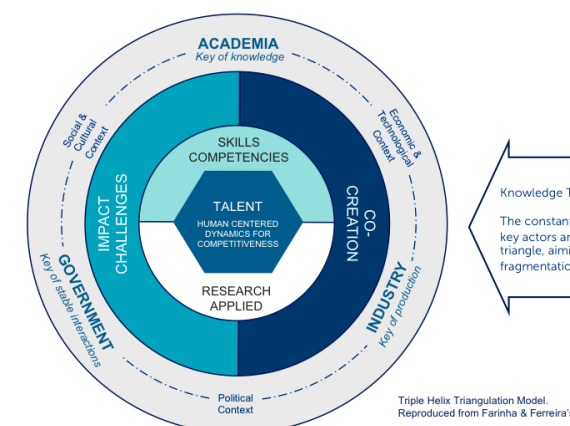 ACADEMIA
Key of knowledge
Social &
Cultural
Context
Economic &
Technological
Context
SKILLS
COMPETENCIES
IMPACT
CHALLENGES
CO-
CREATION
TALENT
HUMAN CENTERED
DYNAMICS FOR
COMPETITIVENESS
RESEARCH
APPLIED
GOVERNMENT
Key of stable interactions
INDUSTRY
Key of production
Political
Context
Knowledge T
The constant
key actors an
triangle, aimi
fragmentatio
Triple Helix Triangulation Model.
Reproduced from Farinha & Ferreira's